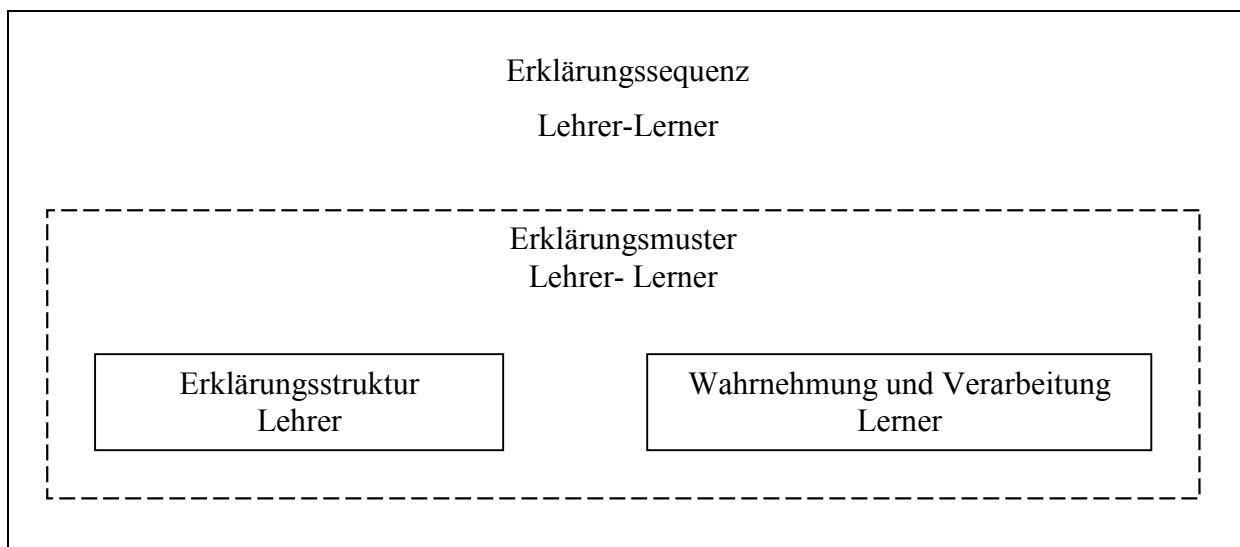 Erklärungssequenz
Lehrer-Lerner
Erklärungsmuster
Lehrer- Lerner
Erklärungsstruktur
Lehrer
Wahrnehmung und Verarbeitung
Lerner